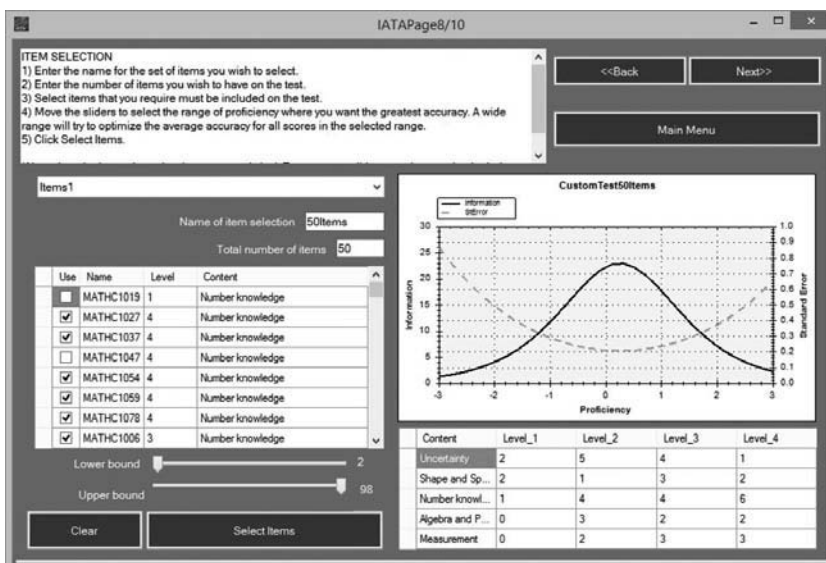 IATAPage8/10
ITEM SELECTION
1) Enter the name for the set of items you wish to select.
2) Enter the number of items you wish to have on the test.
3) Select items that you require must be included on the test.
4) Move the sliders to select the range of proficiency where you want the greatest accuracy. A wide
range will try to optimize the average accuracy for all scores in the selected range.
5) Click Select Items.
<<Back
Next>>
Main Menu
Items1
Name of item selection 50Items
Total number of items 50
Use Name Level Content
MATHC1019 1 Number knowledge
MATHC1027 4 Number knowledge
MATHC1037 4 Number knowledge
MATHC1047 4 Number knowledge
MATHC1054 4 Number knowledge
MATHC1059 4 Number knowledge
MATHC1078 4 Number knowledge
MATHC1006 3 Number knowledge
Lower bound 2
Upper bound 98
Clear
Select Items
CustomTest50Items
Information
StError
30
25
20
15
10
5
0
Information
1.0
0.9
0.8
0.7
0.6
0.5
0.4
0.3
0.2
0.1
0.0
Standard Error
-3 -2 -1 0 1 2 3
Proficiency
Content Level_1 Level_2 Level_3 Level_4
Uncertainty 2 5 4 1
Shape and Sp... 2 1 3 2
Number knowl... 1 4 4 6
Algebra and P... 0 3 2 2
Measurement 0 2 3 3